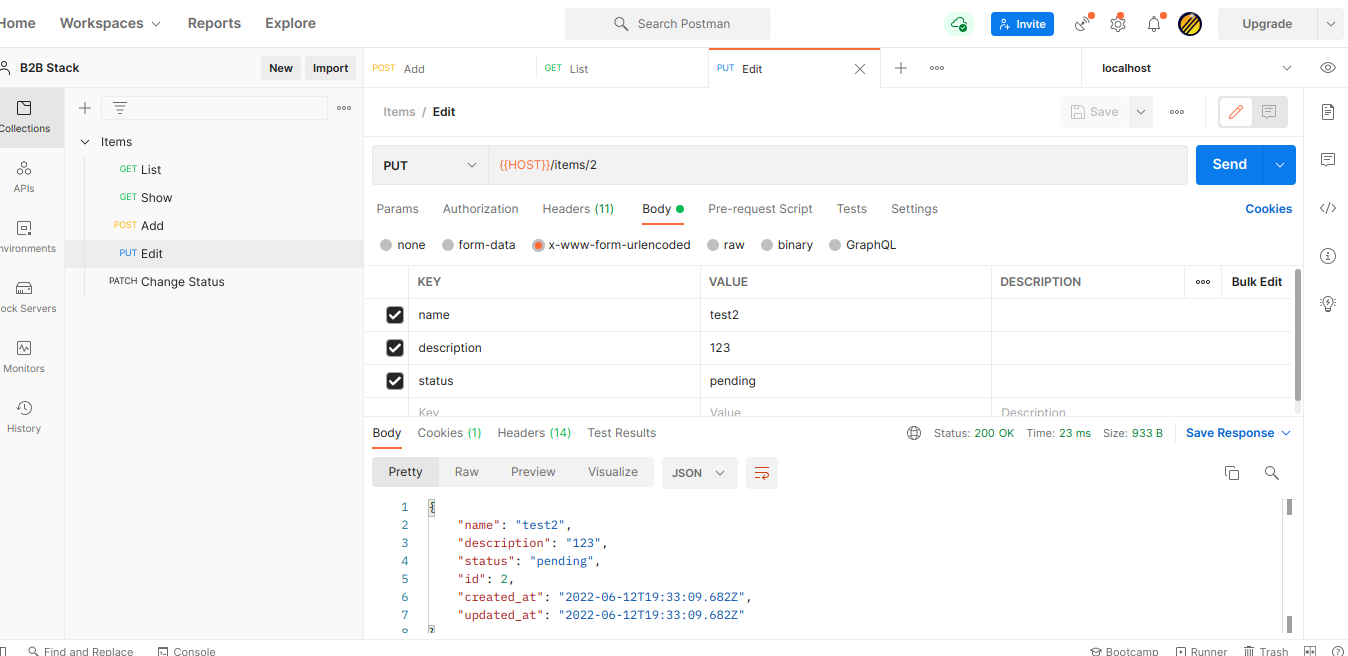 Home Workspaces Reports Explore Search Postman Invite Upgrade
B2B Stack New Import POST Add GET List PUT Edit localhost
Collections
APIs
Environments
Mock Servers
Monitors
History
Items
GET List
GET Show
POST Add
PUT Edit
PATCH Change Status
Items / Edit Save
PUT {{HOST}}/items/2 Send
Params Authorization Headers (11) Body Pre-request Script Tests Settings Cookies
none form-data x-www-form-urlencoded raw binary GraphQL
KEY VALUE DESCRIPTION Bulk Edit
name test2
description 123
status pending
Key Value Description
Body Cookies (1) Headers (14) Test Results Status: 200 OK Time: 23 ms Size: 933 B Save Response
Pretty Raw Preview Visualize JSON
1 {
2 "name": "test2",
3 "description": "123",
4 "status": "pending",
5 "id": 2,
6 "created_at": "2022-06-12T19:33:09.682Z",
7 "updated_at": "2022-06-12T19:33:09.682Z"
8 }
Find and Replace Console Bootcamp Runner Trash